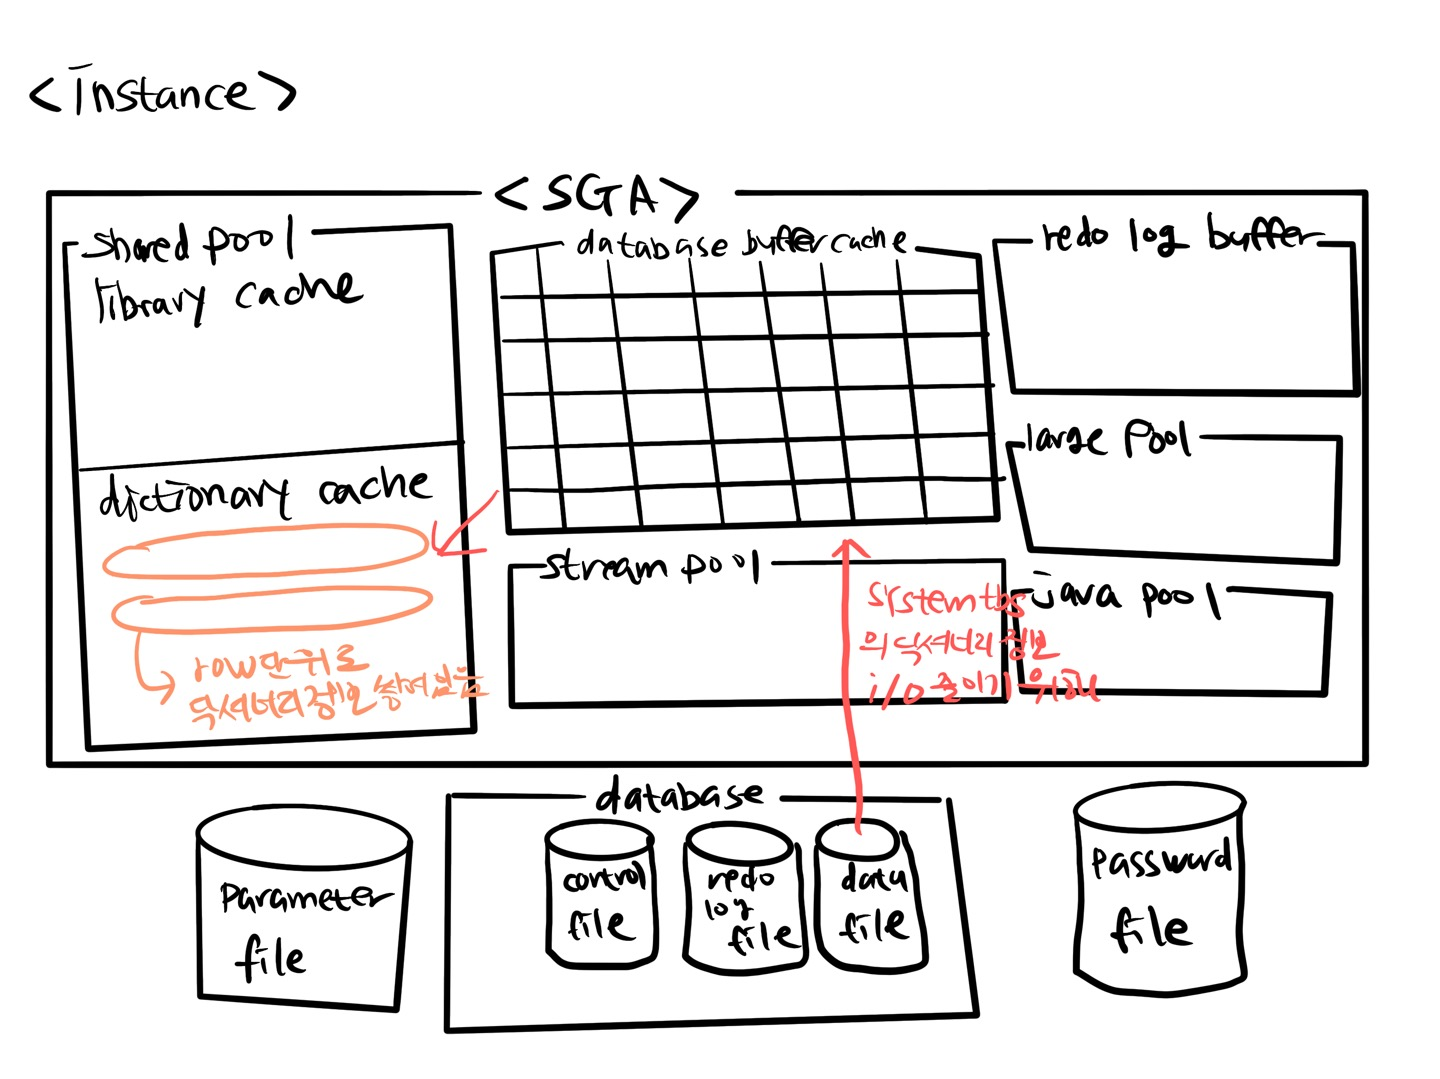 <instance>
<SGA>
shared pool
library cache
dictionary cache
row단위로
딕셔너리정보 쌓여있음
database buffer cache
stream pool
redo log buffer
large pool
java pool
system tbs
의 딕셔너리 정보
i/o 줄이기 위해
database
parameter
file
control
file
redo
log
file
data
file
password
file